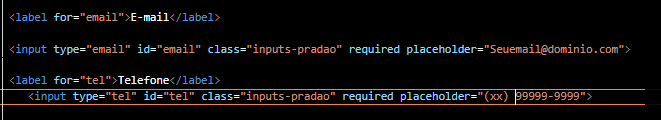 <label for="email">E-mail</label>
<input type="email" id="email" class="inputs-pradao" required placeholder="Seuemail@dominio.com">
<label for="tel">Telefone</label>
<input type="tel" id="tel" class="inputs-pradao" required placeholder="(xx) 99999-9999">